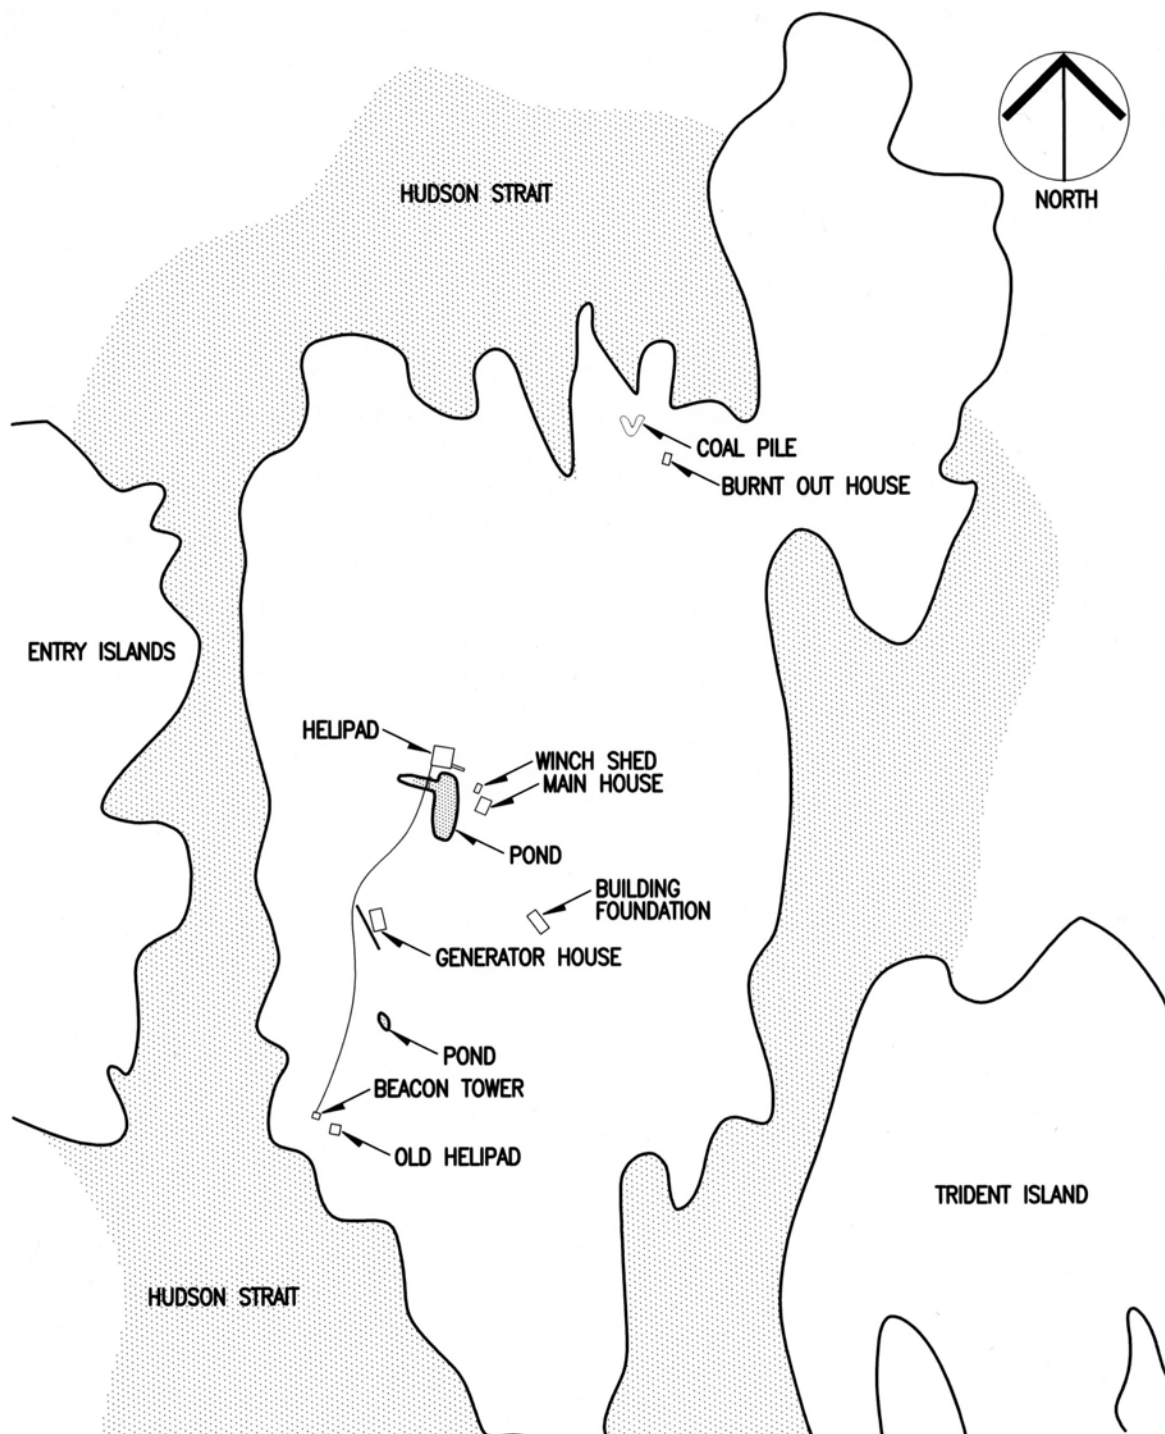 HUDSON STRAIT
NORTH
COAL PILE
BURNT OUT HOUSE
ENTRY ISLANDS
HELIPAD
WINCH SHED
MAIN HOUSE
POND
BUILDING
FOUNDATION
GENERATOR HOUSE
POND
BEACON TOWER
OLD HELIPAD
TRIDENT ISLAND
HUDSON STRAIT